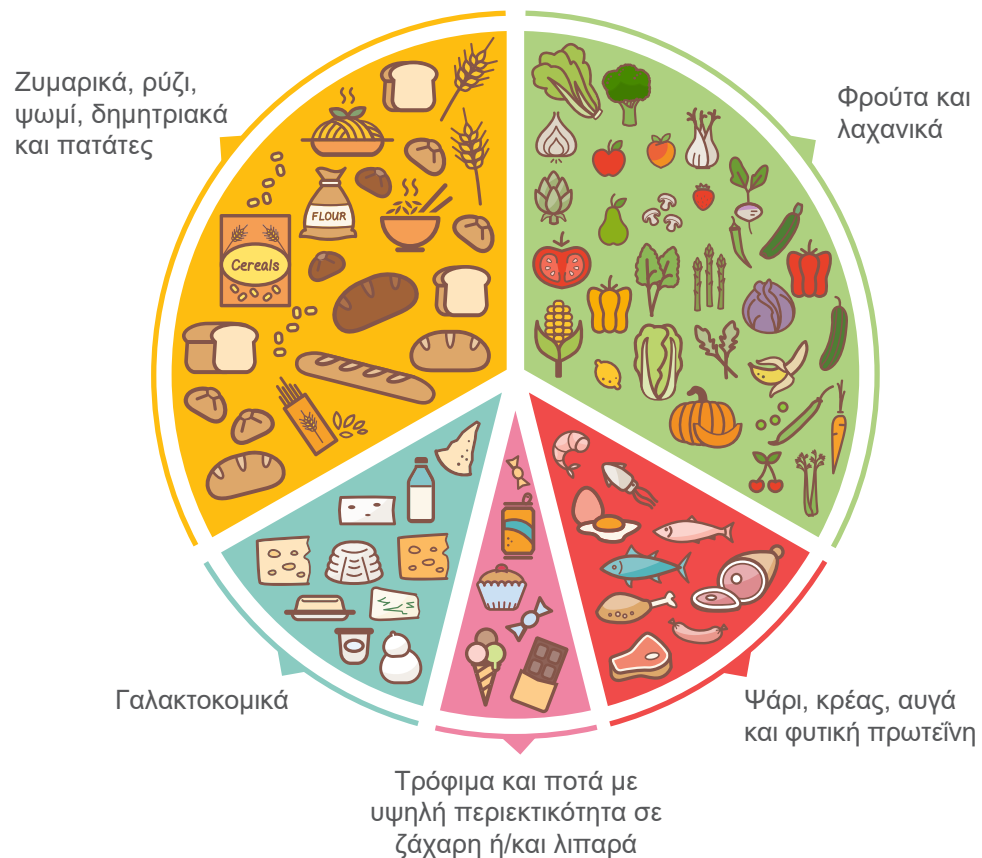 Ζυμαρικά, ρύζι,
ψωμί, δημητριακά
και πατάτες
Φρούτα και
λαχανικά
FLOUR
Cereals
Γαλακτοκομικά
Ψάρι, κρέας, αυγά
και φυτική πρωτεΐνη
Τρόφιμα και ποτά με
υψηλή περιεκτικότητα σε
ζάχαρη ή/και λιπαρά